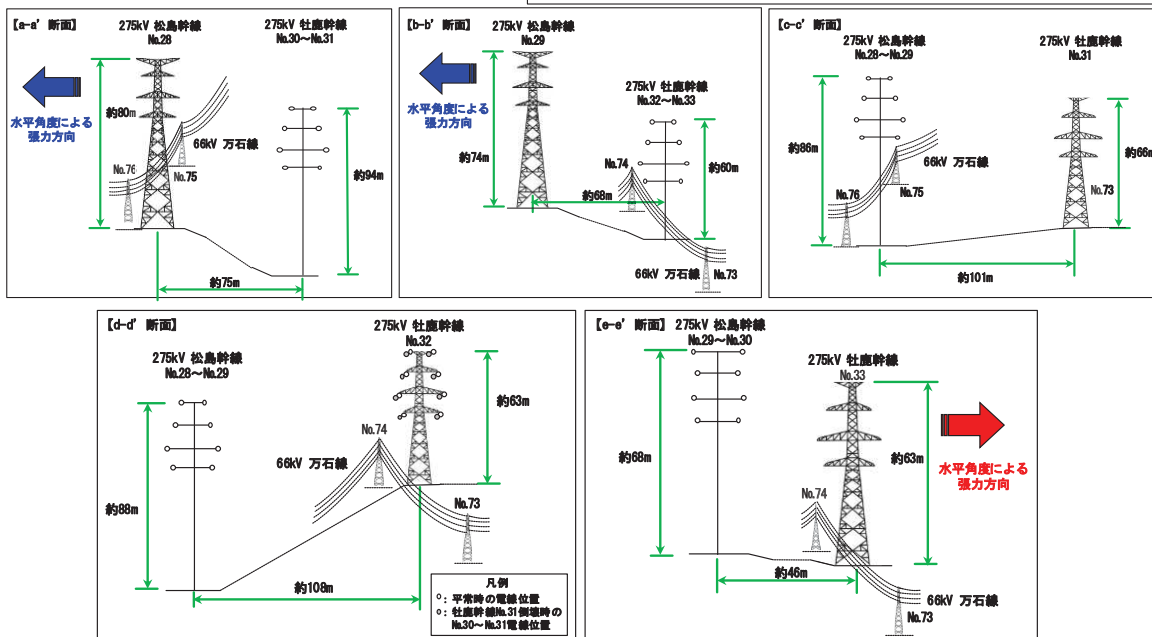 【a-a' 断面】
275kV 松島幹線
No.28
275kV 牡鹿幹線
No.30～No.31
水平角度による
張力方向
約80m
66kV 万石線
No.76
No.75
約94m
約75m
【b-b' 断面】
275kV 松島幹線
No.29
水平角度による
張力方向
275kV 牡鹿幹線
No.32～No.33
約74m
No.74
約68m
約60m
66kV 万石線
No.73
【c-c' 断面】
275kV 松島幹線
No.28～No.29
275kV 牡鹿幹線
No.31
約86m
66kV 万石線
No.76
No.75
No.73
約66m
約101m
【d-d' 断面】
275kV 松島幹線
No.28～No.29
275kV 牡鹿幹線
No.32
約63m
No.74
66kV 万石線
約88m
No.73
約108m
凡例
○：平常時の電線位置
○：牡鹿幹線No.31倒壊時の
No.30～No.31電線位置
【e-e' 断面】
275kV 松島幹線
No.29～No.30
275kV 牡鹿幹線
No.33
約68m
約63m
水平角度による
張力方向
No.74
約46m
66kV 万石線
No.73